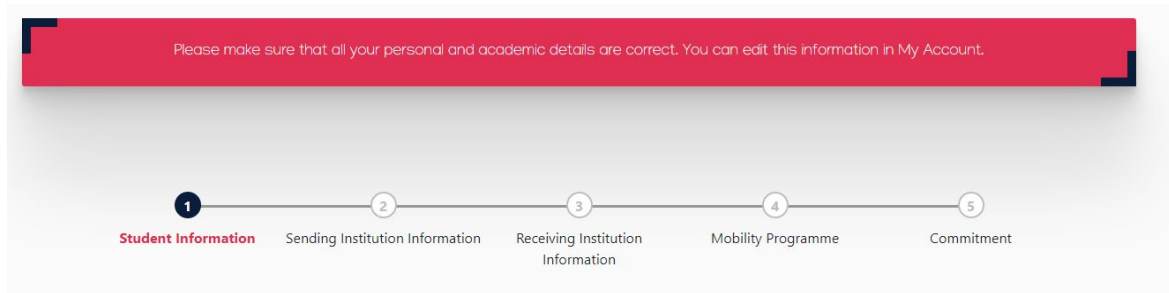 Please make sure that all your personal and academic details are correct. You can edit this information in My Account.
1
2
3
4
5
Student Information
Sending Institution Information
Receiving Institution
Information
Mobility Programme
Commitment